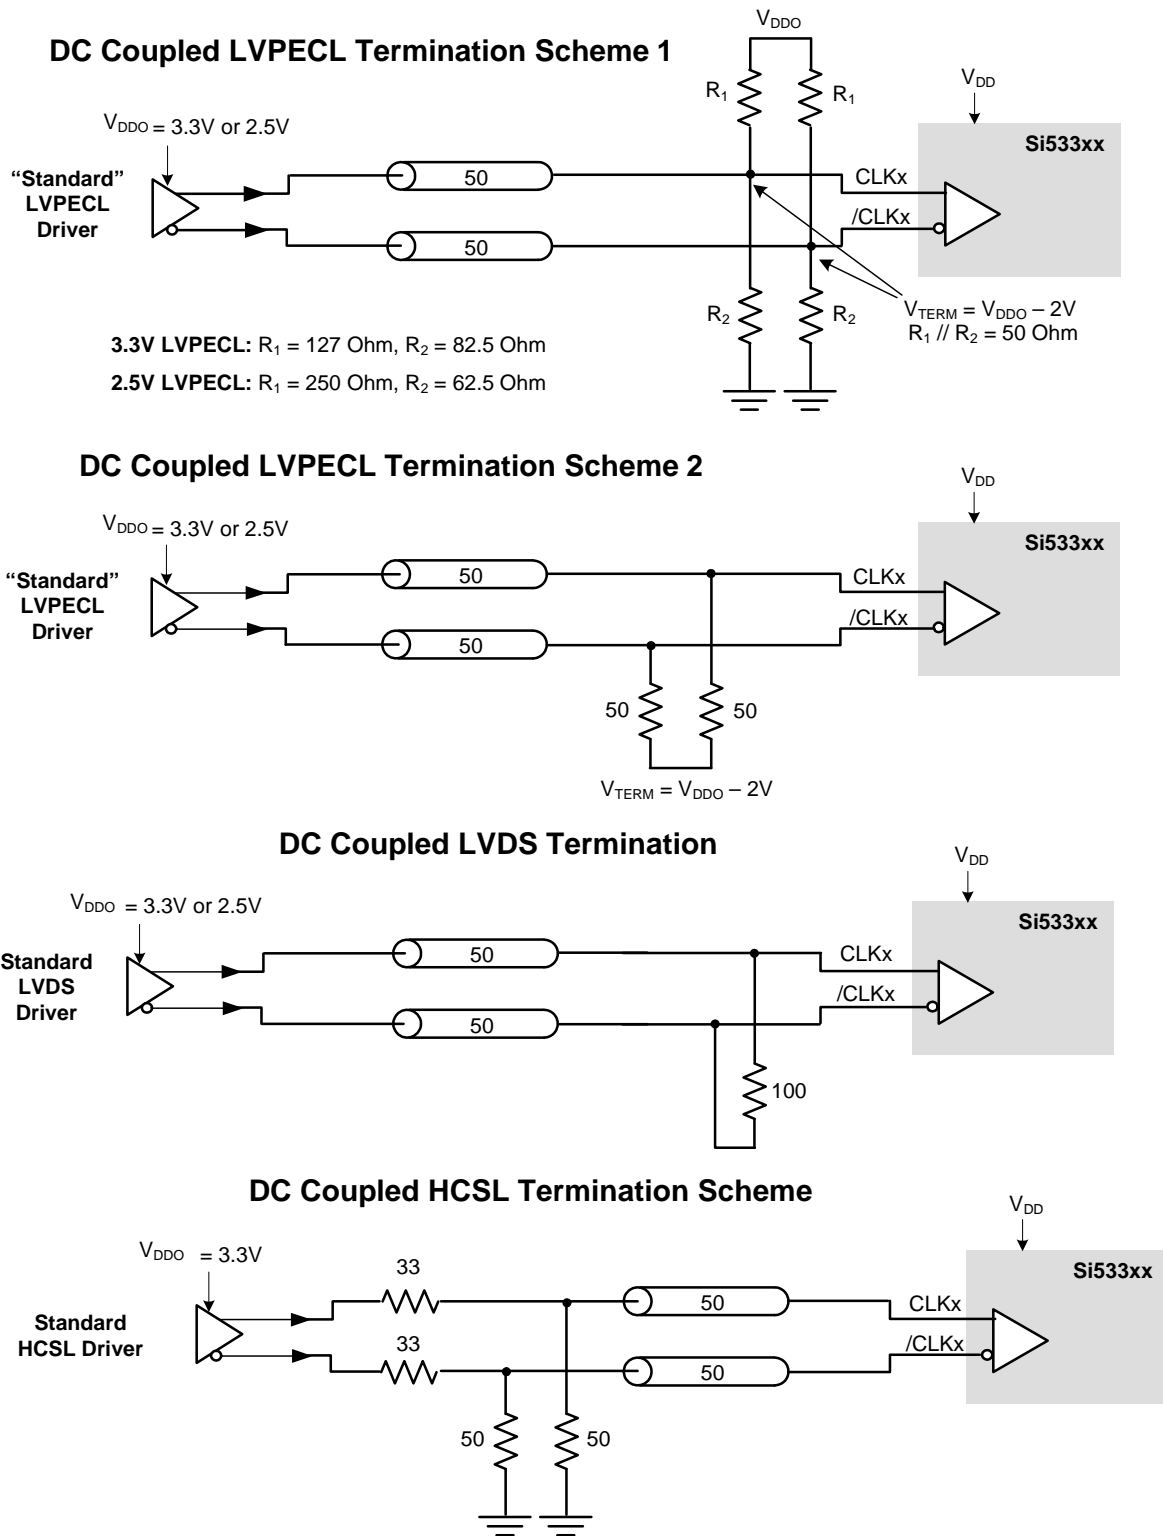 DC Coupled LVPECL Termination Scheme 1
VDDO
VDD
R1
R1
VDDO = 3.3V or 2.5V
Si533xx
“Standard”
LVPECL
Driver
50
CLKx
50
/CLKx
R2
R2
VTERM = VDDO – 2V
R1 // R2 = 50 Ohm
3.3V LVPECL: R1 = 127 Ohm, R2 = 82.5 Ohm
2.5V LVPECL: R1 = 250 Ohm, R2 = 62.5 Ohm
DC Coupled LVPECL Termination Scheme 2
VDD
VDDO = 3.3V or 2.5V
Si533xx
“Standard”
LVPECL
Driver
50
CLKx
50
/CLKx
50
50
VTERM = VDDO – 2V
DC Coupled LVDS Termination
VDD
VDDO = 3.3V or 2.5V
Si533xx
Standard
LVDS
Driver
50
CLKx
50
/CLKx
100
DC Coupled HCSL Termination Scheme
VDD
VDDO = 3.3V
Si533xx
33
Standard
HCSL Driver
50
CLKx
33
50
/CLKx
50
50